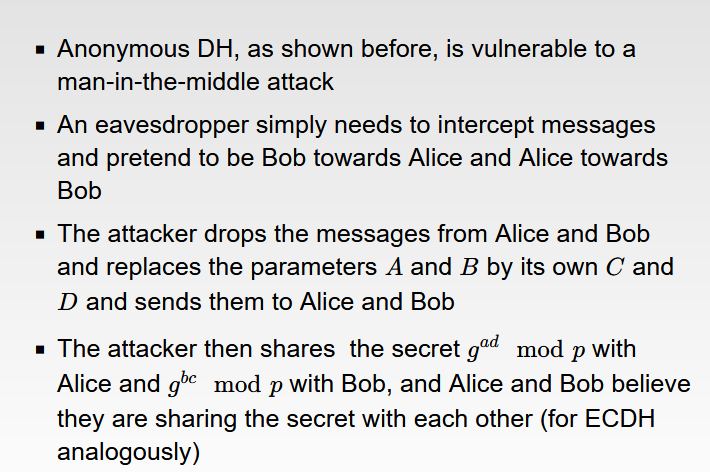 ▪ Anonymous DH, as shown before, is vulnerable to a
man-in-the-middle attack
▪ An eavesdropper simply needs to intercept messages
and pretend to be Bob towards Alice and Alice towards
Bob
▪ The attacker drops the messages from Alice and Bob
and replaces the parameters A and B by its own C and
D and sends them to Alice and Bob
▪ The attacker then shares the secret g^{ad} mod p with
Alice and g^{bc} mod p with Bob, and Alice and Bob believe
they are sharing the secret with each other (for ECDH
analogously)